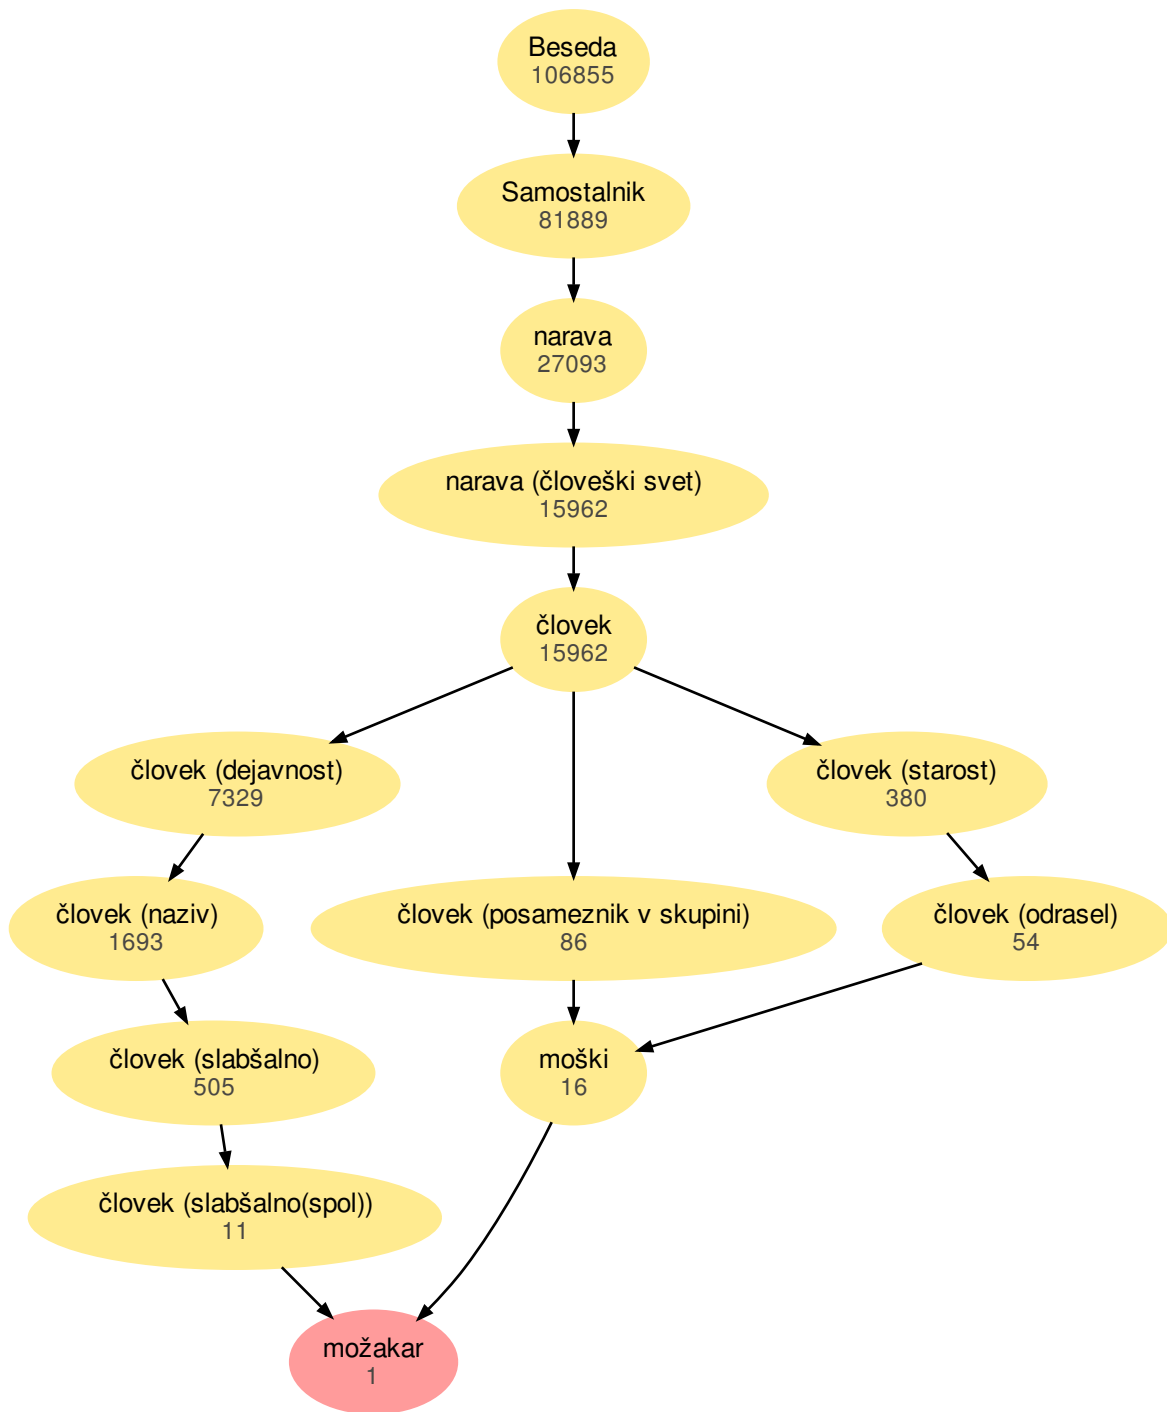 Beseda
106855
Samostalnik
81889
narava
27093
narava (človeški svet)
15962
človek
15962
človek (dejavnost)
7329
človek (starost)
380
človek (naziv)
1693
človek (posameznik v skupini)
86
človek (odrasel)
54
človek (slabšalno)
505
moški
16
človek (slabšalno(spol))
11
možakar
1